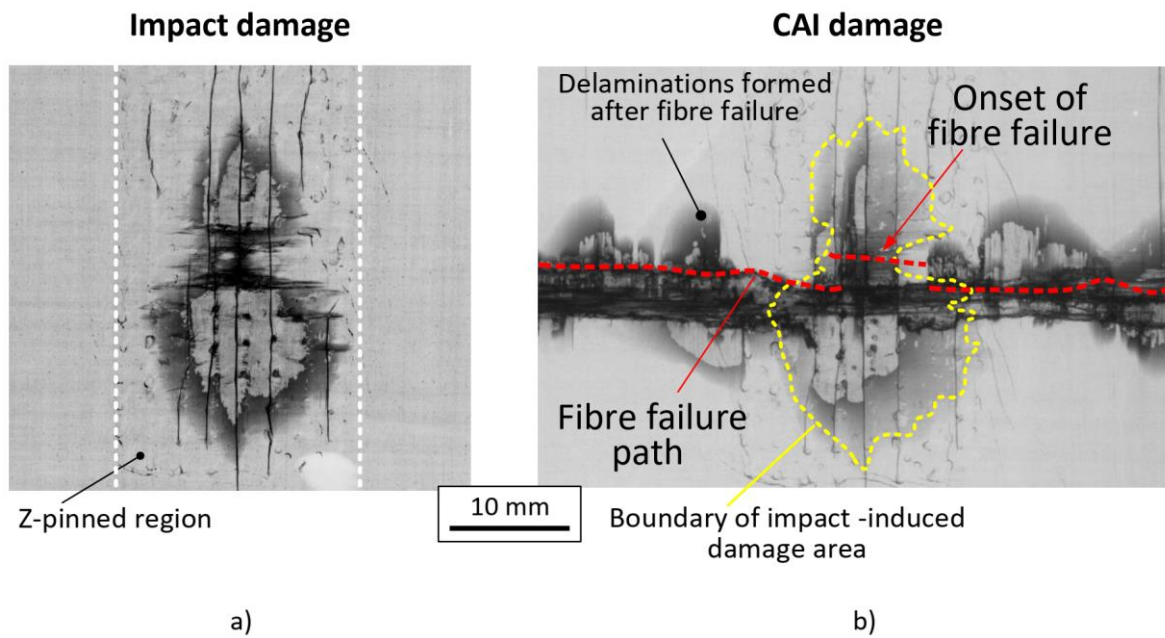 Impact damage
CAI damage
Delaminations formed
after fibre failure
Onset of
fibre failure
Fibre failure
path
Z-pinned region
10 mm
Boundary of impact -induced
damage area
a)
b)